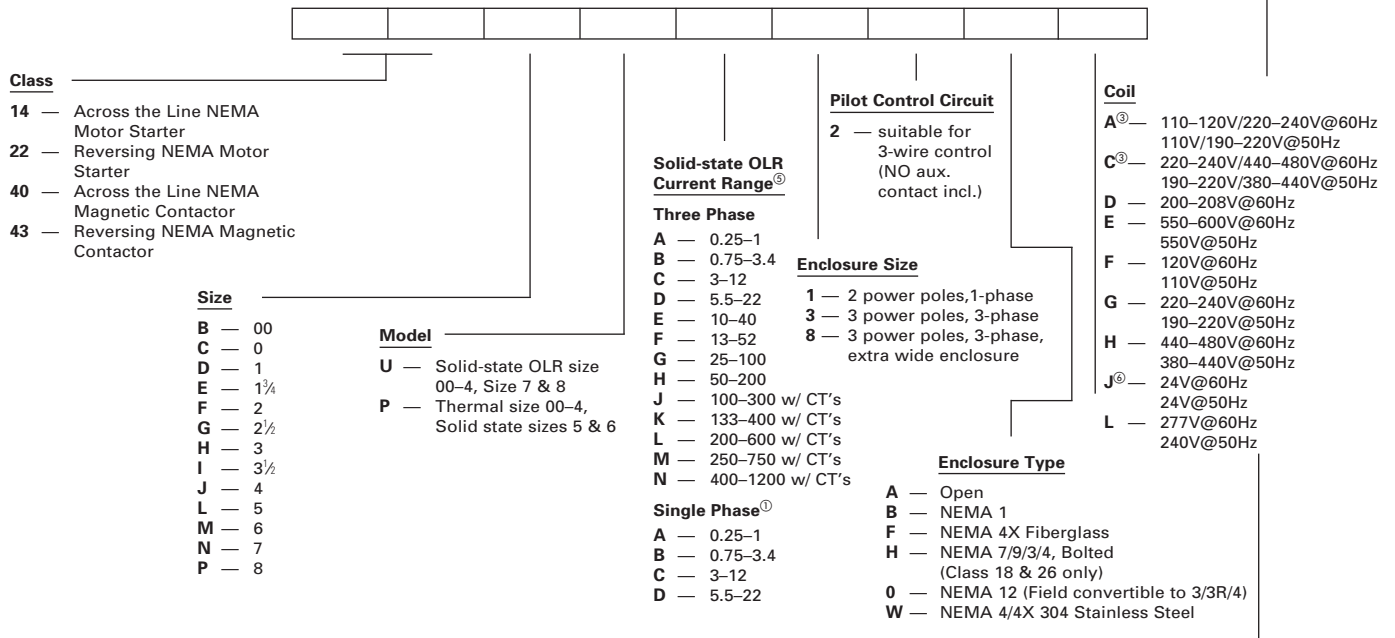 Class
14 — Across the Line NEMA
Motor Starter
22 — Reversing NEMA Motor
Starter
40 — Across the Line NEMA
Magnetic Contactor
43 — Reversing NEMA Magnetic
Contactor
Size
B — 00
C — 0
D — 1
E — 1¾
F — 2
G — 2½
H — 3
I — 3½
J — 4
L — 5
M — 6
N — 7
P — 8
Model
U — Solid-state OLR size
00–4, Size 7 & 8
P — Thermal size 00–4,
Solid state sizes 5 & 6
Solid-state OLR
Current Range⑤
Three Phase
A — 0.25–1
B — 0.75–3.4
C — 3–12
D — 5.5–22
E — 10–40
F — 13–52
G — 25–100
H — 50–200
J — 100–300 w/ CT's
K — 133–400 w/ CT's
L — 200–600 w/ CT's
M — 250–750 w/ CT's
N — 400–1200 w/ CT's
Single Phase①
A — 0.25–1
B — 0.75–3.4
C — 3–12
D — 5.5–22
Enclosure Size
1 — 2 power poles,1-phase
3 — 3 power poles, 3-phase
8 — 3 power poles, 3-phase,
extra wide enclosure
Pilot Control Circuit
2 — suitable for
3-wire control
(NO aux.
contact incl.)
Enclosure Type
A — Open
B — NEMA 1
F — NEMA 4X Fiberglass
H — NEMA 7/9/3/4, Bolted
(Class 18 & 26 only)
0 — NEMA 12 (Field convertible to 3/3R/4)
W — NEMA 4/4X 304 Stainless Steel
Coil
A③— 110–120V/220–240V@60Hz
110V/190–220V@50Hz
C③— 220–240V/440–480V@60Hz
190–220V/380–440V@50Hz
D — 200–208V@60Hz
E — 550–600V@60Hz
550V@50Hz
F — 120V@60Hz
110V@50Hz
G — 220–240V@60Hz
190–220V@50Hz
H — 440–480V@60Hz
380–440V@50Hz
J⑥— 24V@60Hz
24V@50Hz
L — 277V@60Hz
240V@50Hz